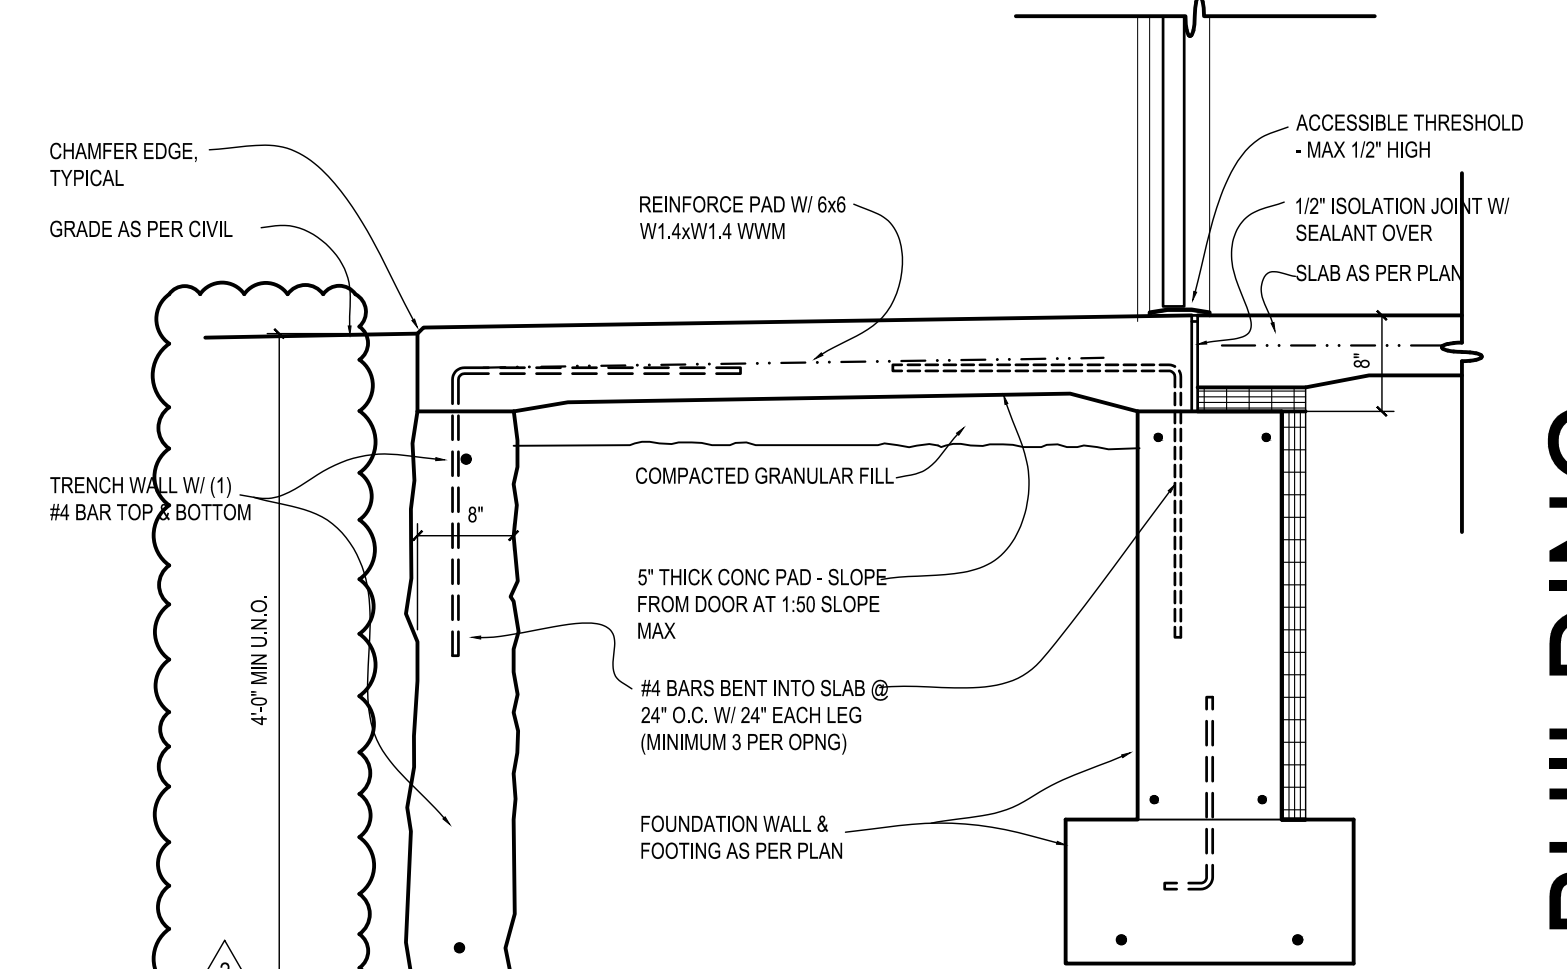 CHAMFER EDGE,
TYPICAL
GRADE AS PER CIVIL
REINFORCE PAD W/ 6x6
W1.4xW1.4 WWM
ACCESSIBLE THRESHOLD
- MAX 1/2" HIGH
1/2" ISOLATION JOINT W/
SEALANT OVER
SLAB AS PER PLAN
8"
TRENCH WALL W/ (1)
#4 BAR TOP & BOTTOM
8"
COMPACTED GRANULAR FILL
5" THICK CONC PAD - SLOPE
FROM DOOR AT 1:50 SLOPE
MAX
4'-0" MIN U.N.O.
#4 BARS BENT INTO SLAB @
24" O.C. W/ 24" EACH LEG
(MINIMUM 3 PER OPNG)
FOUNDATION WALL &
FOOTING AS PER PLAN